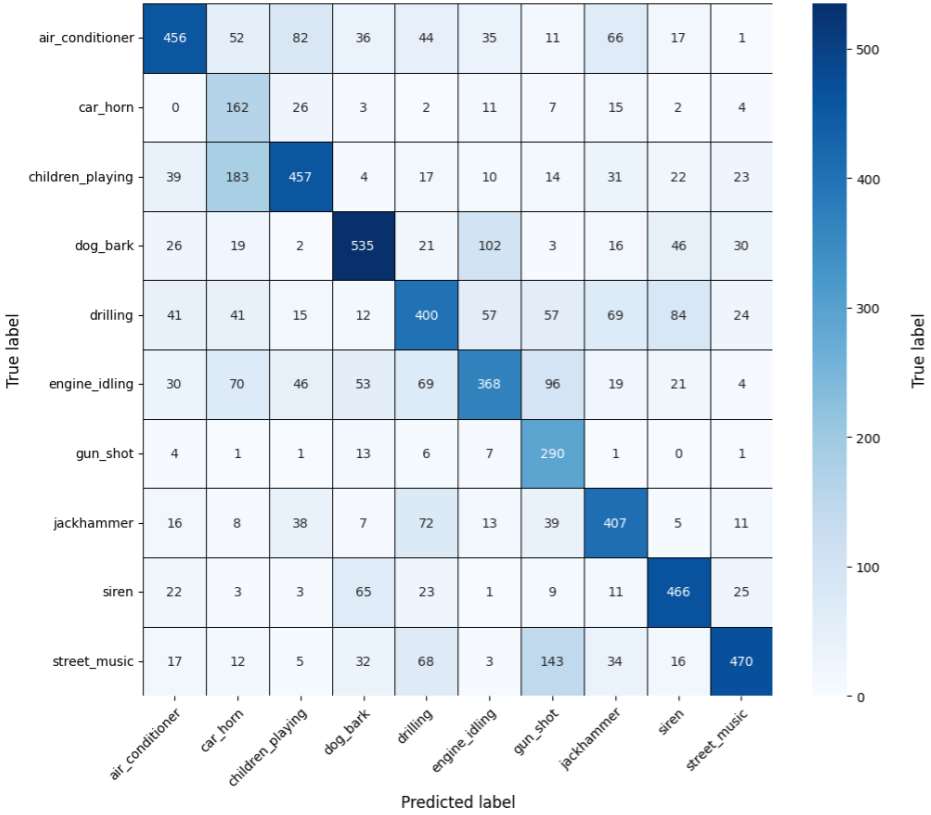 air_conditioner 456 52 82 36 44 35 11 66 17 1
car_horn 0 162 26 3 2 11 7 15 2 4
children_playing 39 183 457 4 17 10 14 31 22 23
dog_bark 26 19 2 535 21 102 3 16 46 30
drilling 41 41 15 12 400 57 57 69 84 24
engine_idling 30 70 46 53 69 368 96 19 21 4
gun_shot 4 1 1 13 6 7 290 1 0 1
jackhammer 16 8 38 7 72 13 39 407 5 11
siren 22 3 3 65 23 1 9 11 466 25
street_music 17 12 5 32 68 3 143 34 16 470
air_conditioner
car_horn
children_playing
dog_bark
drilling
engine_idling
gun_shot
jackhammer
siren
street_music
Predicted label
True label
500
400
300
200
100
0
True label